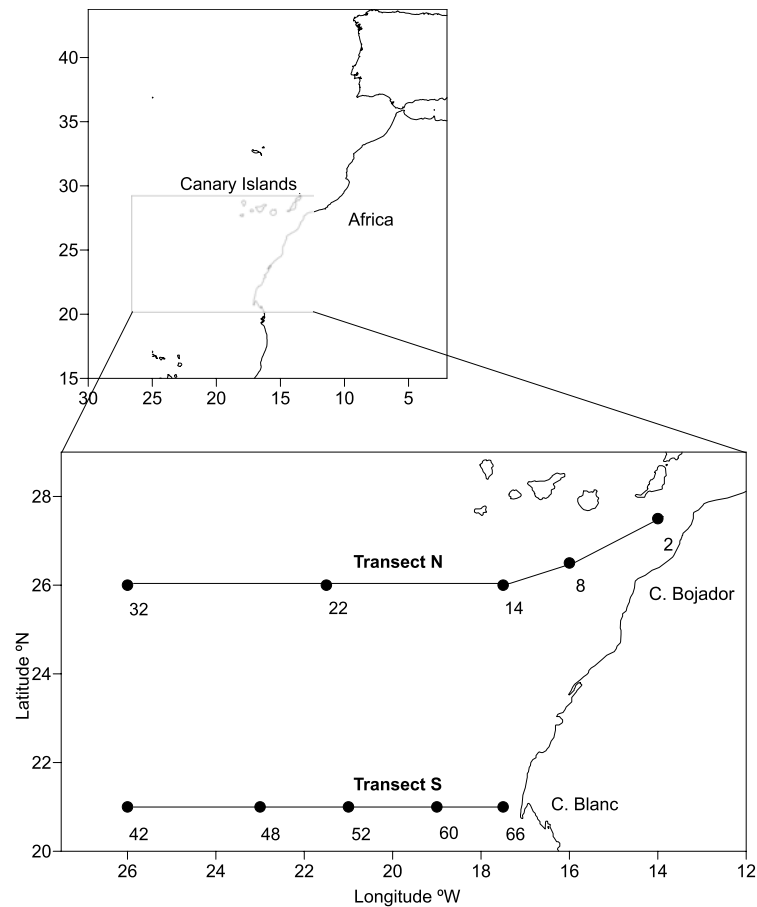 40
35
30
Canary Islands
Africa
25
20
15
30 25 20 15 10 5
28
2
Transect N
8
26
32 22 14
C. Bojador
Latitude ºN
24
22
Transect S
C. Blanc
42 48 52 60 66
20
26 24 22 20 18 16 14 12
Longitude ºW